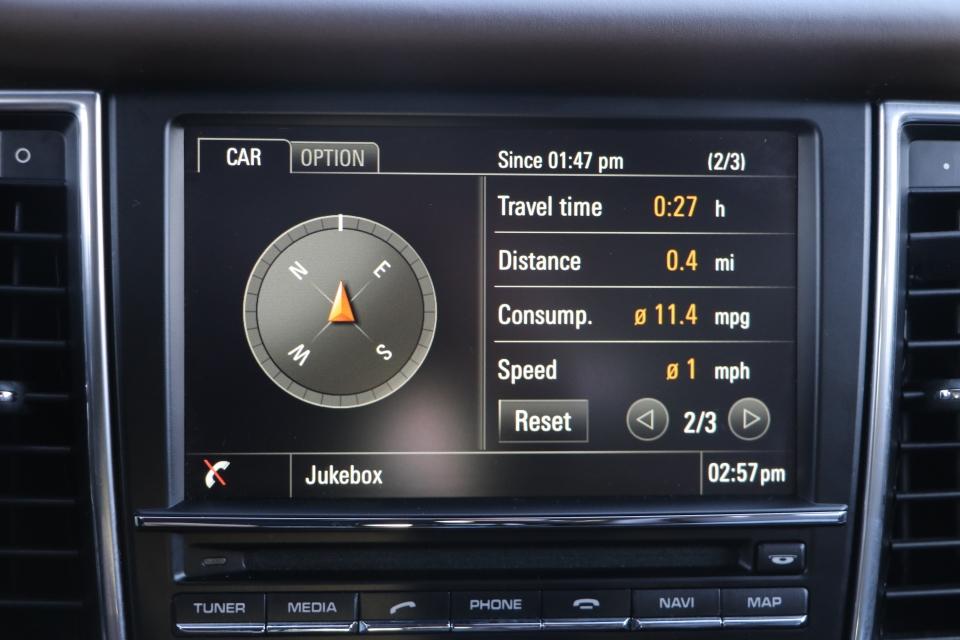 CAR OPTION Since 01:47 pm (2/3)
Travel time 0:27 h
Distance 0.4 mi
Consump. ø 11.4 mpg
Speed ø 1 mph
N E
W S
Reset 2/3
Jukebox 02:57pm
TUNER MEDIA PHONE NAVI MAP